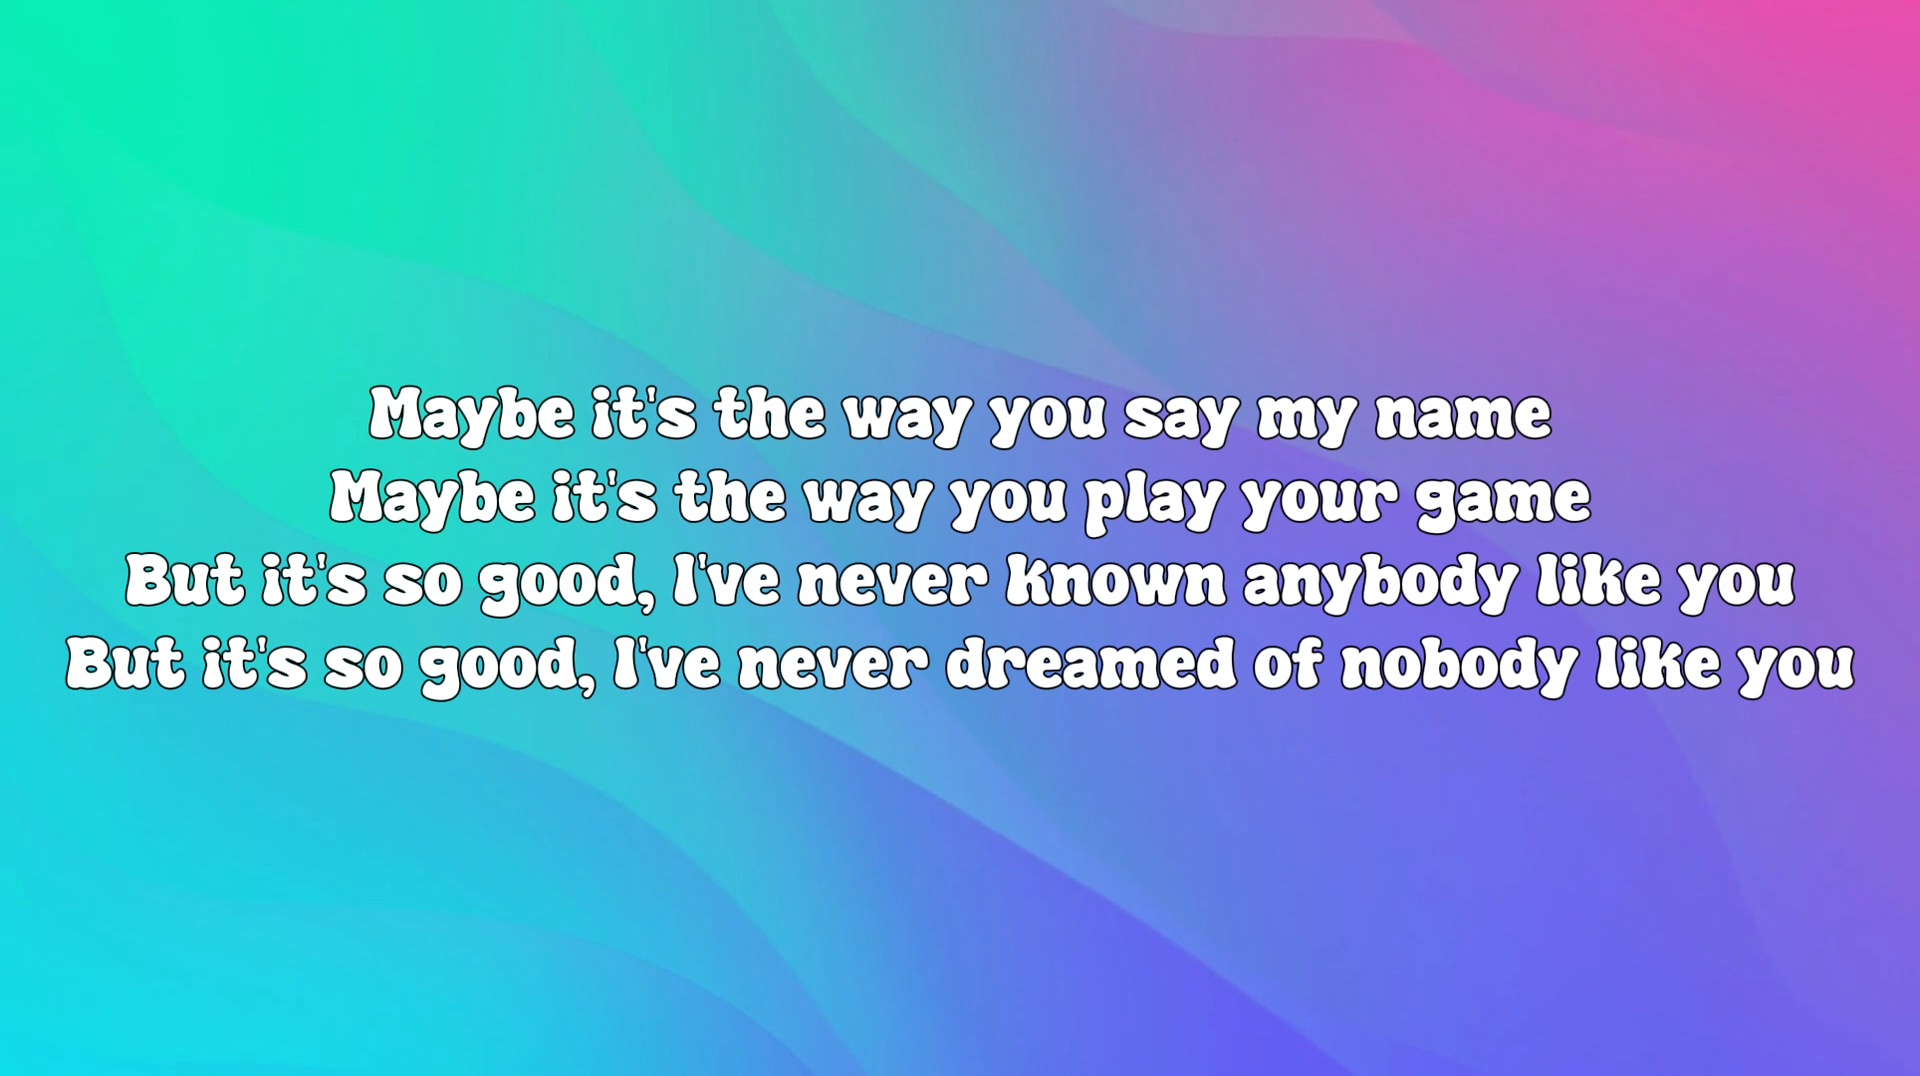 Maybe it's the way you say my name
Maybe it's the way you play your game
But it's so good, I've never known anybody like you
But it's so good, I've never dreamed of nobody like you